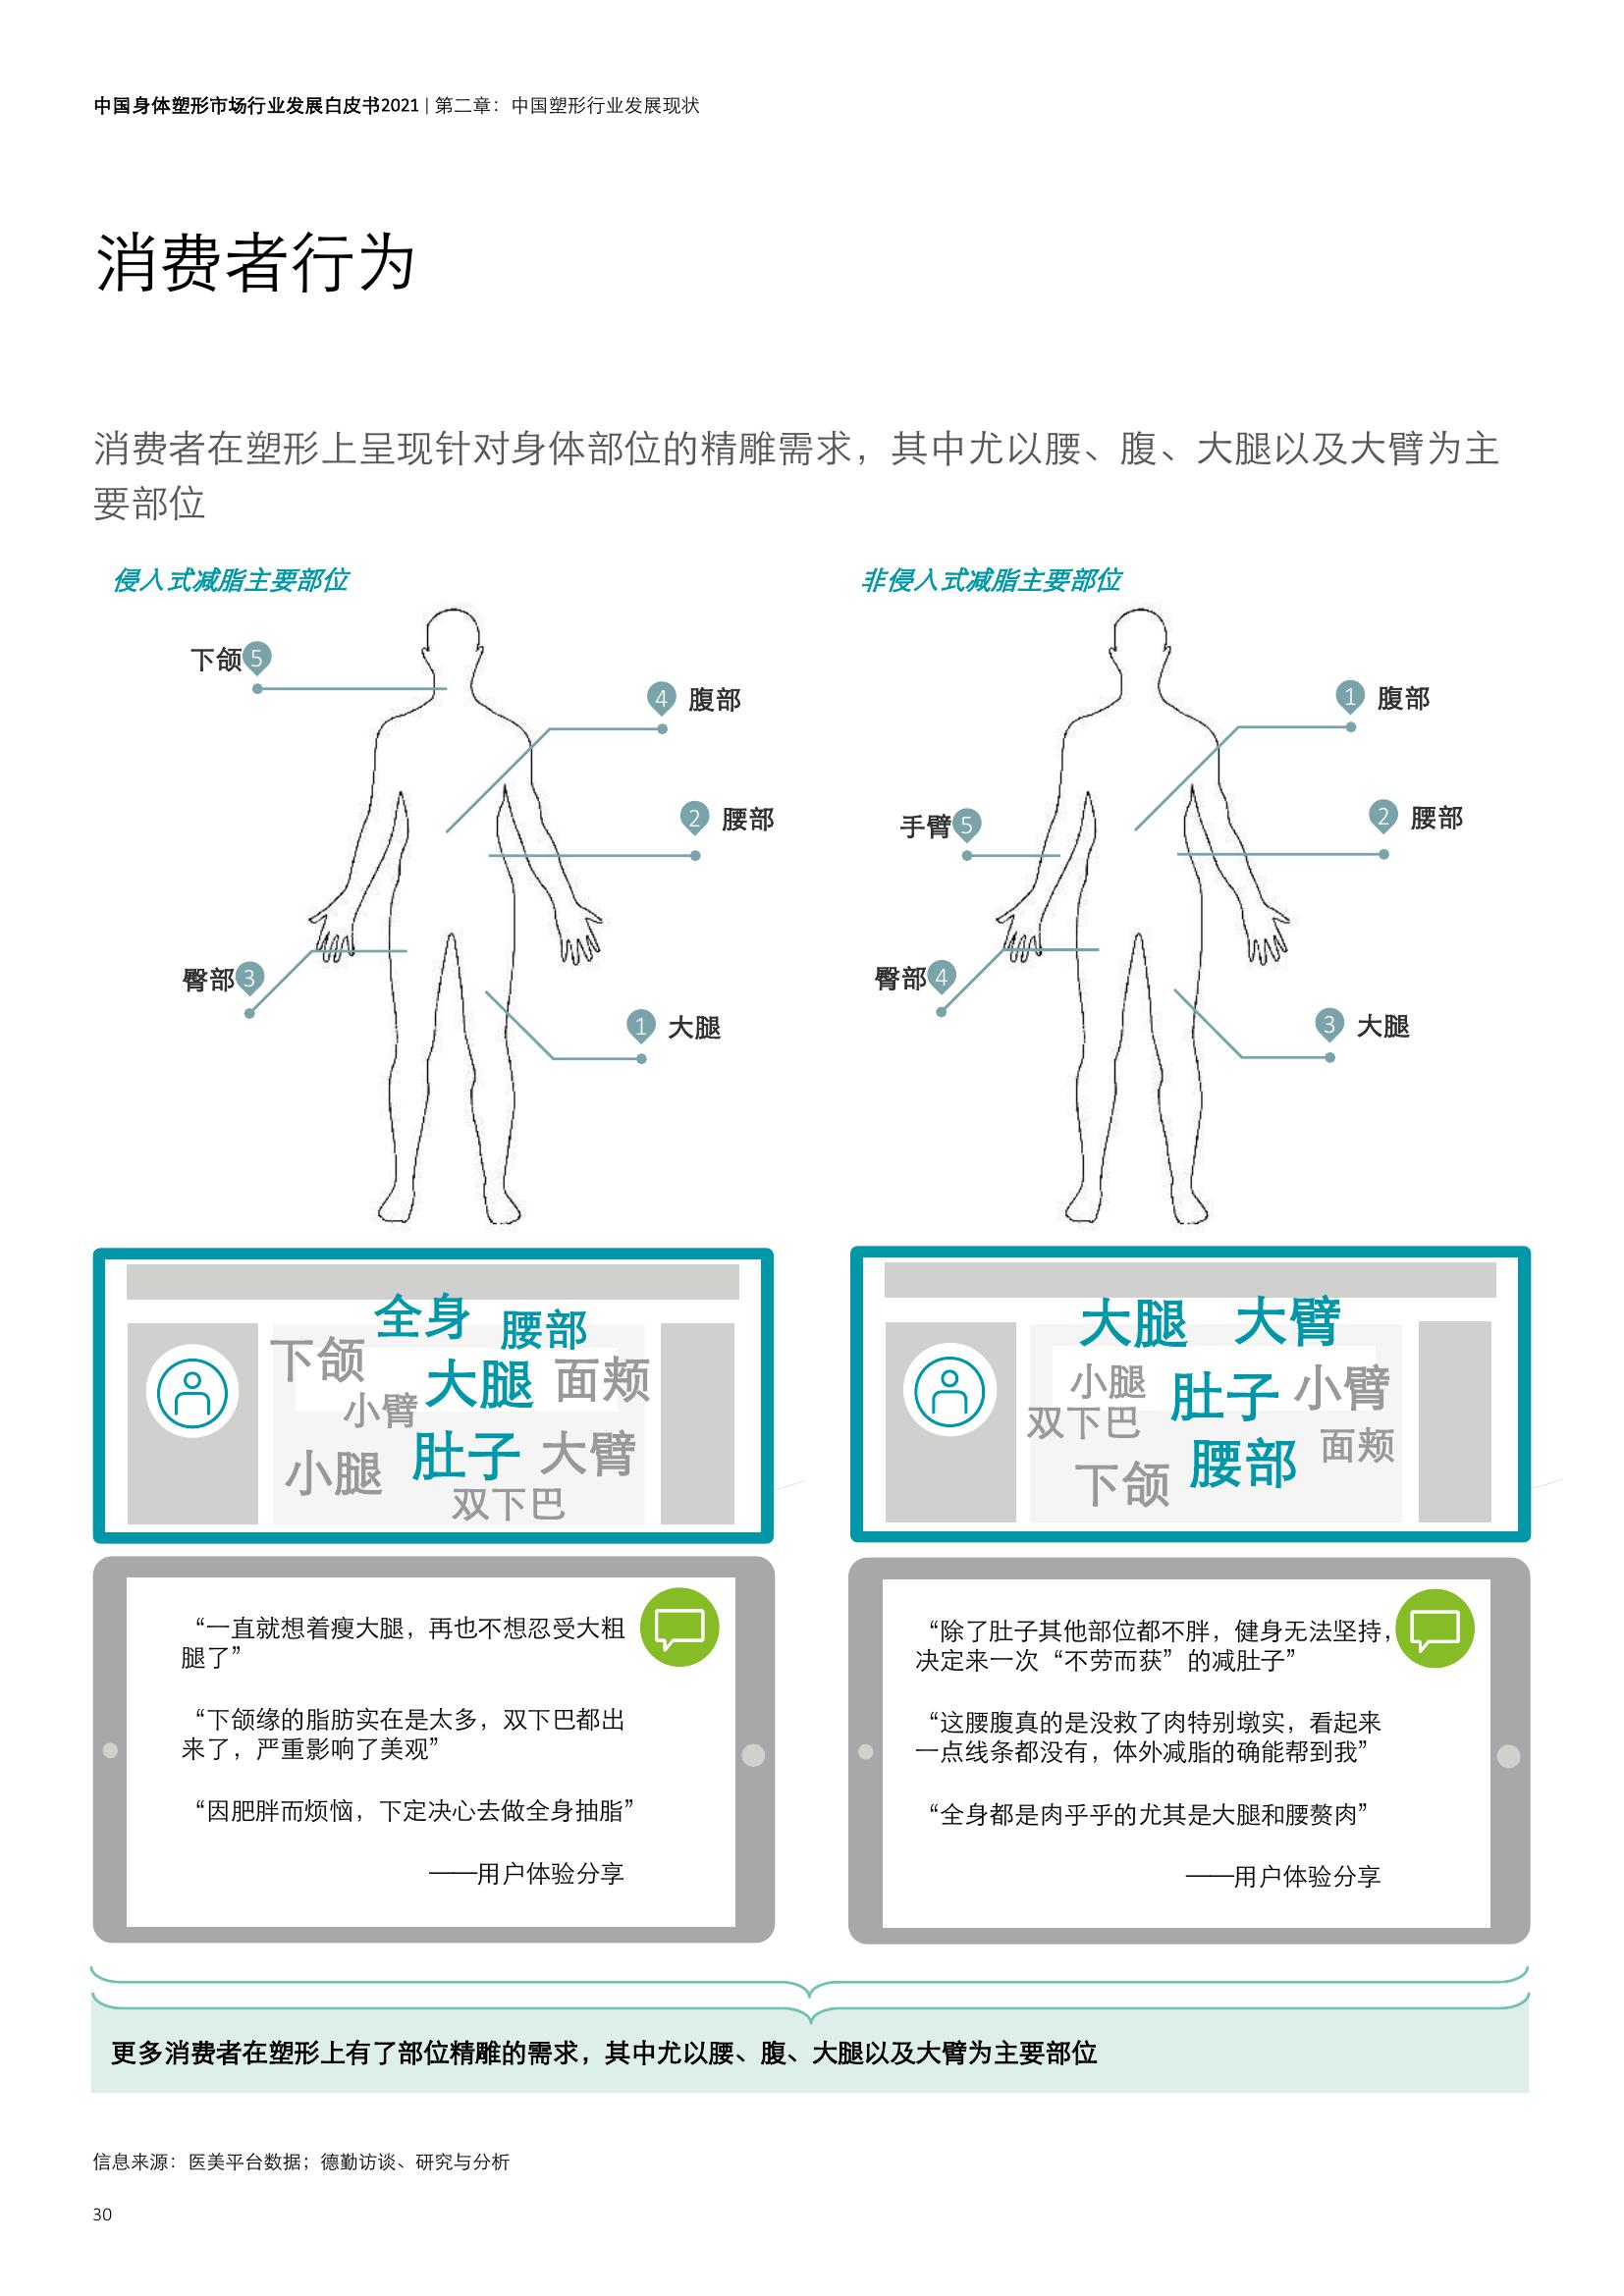 中国身体塑形市场行业发展白皮书2021 | 第二章：中国塑形行业发展现状
消费者行为
消费者在塑形上呈现针对身体部位的精雕需求，其中尤以腰、腹、大腿以及大臂为主
要部位
侵入式减脂主要部位
下颌 5
4 腹部
2 腰部
臀部 3
1 大腿
非侵入式减脂主要部位
1 腹部
手臂 5
2 腰部
臀部 4
3 大腿
全身 腰部
下颌
大腿 面颊
小臂
肚子 大臂
小腿
双下巴
大腿 大臂
小腿 肚子 小臂
双下巴
腰部 面颊
下颌
“一直就想着瘦大腿，再也不想忍受大粗
腿了”
“下颌缘的脂肪实在是太多，双下巴都出
来了，严重影响了美观”
“因肥胖而烦恼，下定决心去做全身抽脂”
——用户体验分享
“除了肚子其他部位都不胖，健身无法坚持，
决定来一次“不劳而获”的减肚子”
“这腰腹真的是没救了肉特别墩实，看起来
一点线条都没有，体外减脂的确能帮到我”
“全身都是肉乎乎的尤其是大腿和腰赘肉”
——用户体验分享
更多消费者在塑形上有了部位精雕的需求，其中尤以腰、腹、大腿以及大臂为主要部位
信息来源：医美平台数据；德勤访谈、研究与分析
30